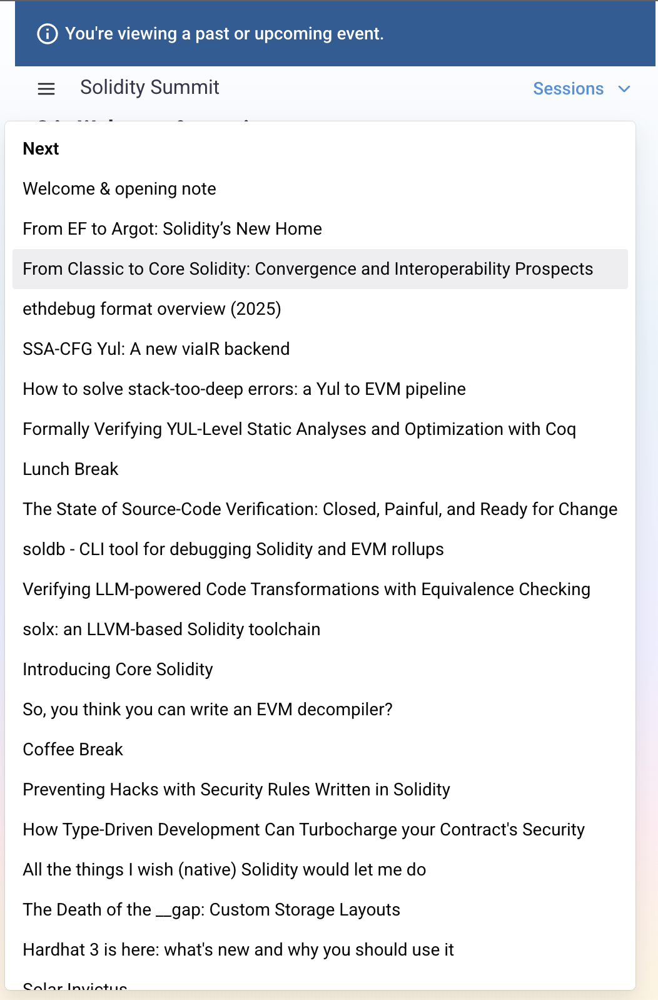 You're viewing a past or upcoming event.
Solidity Summit
Sessions
Next
Welcome & opening note
From EF to Argot: Solidity’s New Home
From Classic to Core Solidity: Convergence and Interoperability Prospects
ethdebug format overview (2025)
SSA-CFG Yul: A new viaIR backend
How to solve stack-too-deep errors: a Yul to EVM pipeline
Formally Verifying YUL-Level Static Analyses and Optimization with Coq
Lunch Break
The State of Source-Code Verification: Closed, Painful, and Ready for Change
soldb - CLI tool for debugging Solidity and EVM rollups
Verifying LLM-powered Code Transformations with Equivalence Checking
solx: an LLVM-based Solidity toolchain
Introducing Core Solidity
So, you think you can write an EVM decompiler?
Coffee Break
Preventing Hacks with Security Rules Written in Solidity
How Type-Driven Development Can Turbocharge your Contract's Security
All the things I wish (native) Solidity would let me do
The Death of the __gap: Custom Storage Layouts
Hardhat 3 is here: what's new and why you should use it
Solar Invictus